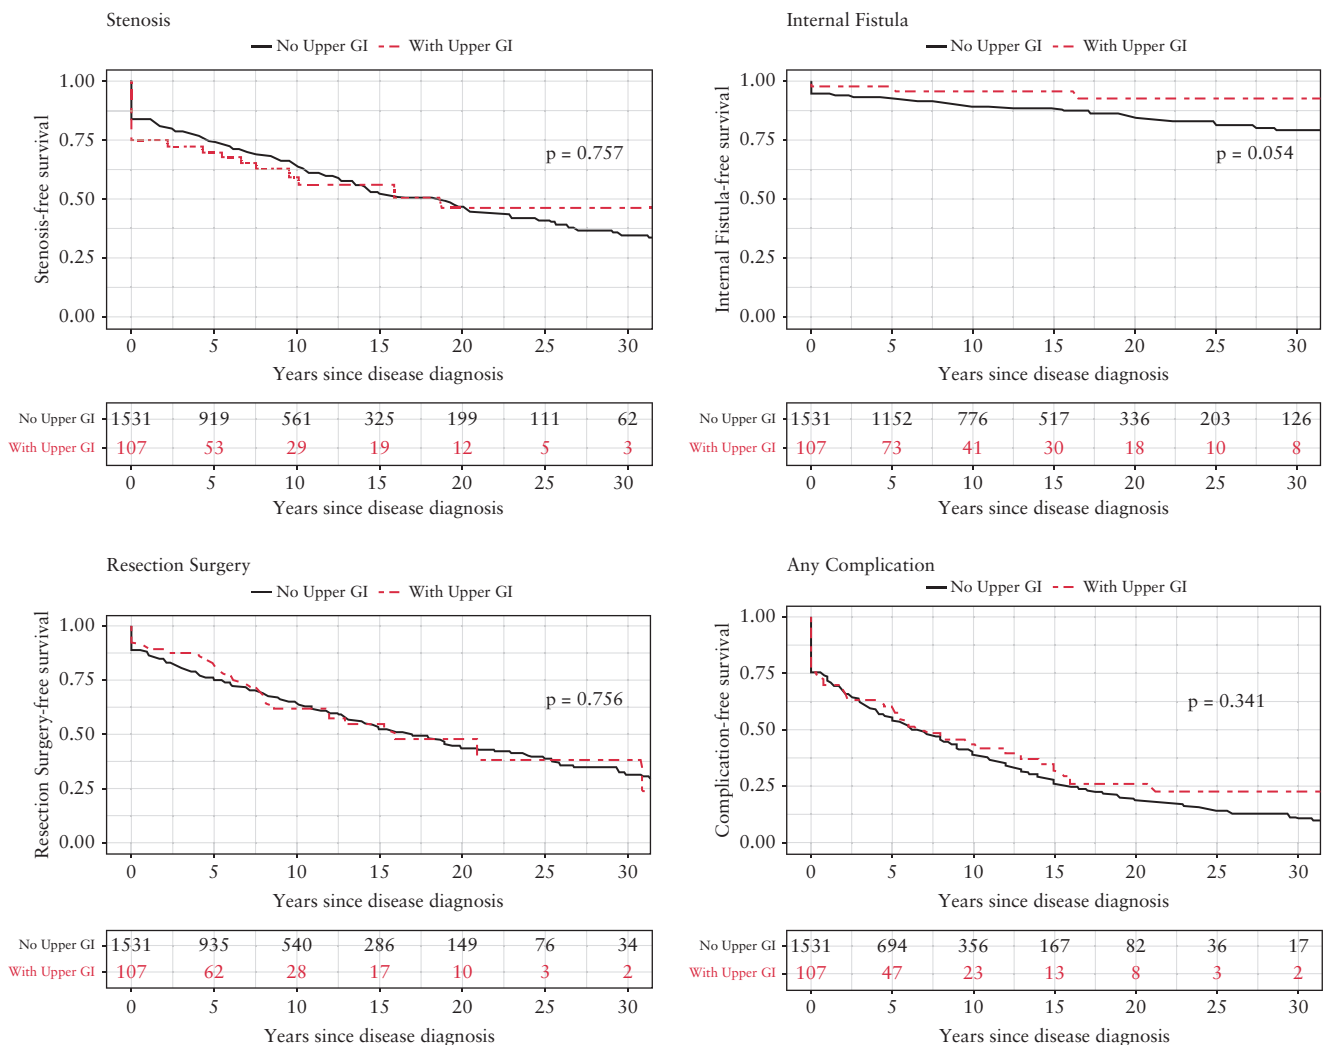 Stenosis
No Upper GI With Upper GI
Stenosis-free survival
1.00
0.75
0.50
0.25
0.00
p = 0.757
0 5 10 15 20 25 30
Years since disease diagnosis
No Upper GI 1531 919 561 325 199 111 62
With Upper GI 107 53 29 19 12 5 3
0 5 10 15 20 25 30
Years since disease diagnosis
Internal Fistula
No Upper GI With Upper GI
Internal Fistula-free survival
1.00
0.75
0.50
0.25
0.00
p = 0.054
0 5 10 15 20 25 30
Years since disease diagnosis
No Upper GI 1531 1152 776 517 336 203 126
With Upper GI 107 73 41 30 18 10 8
0 5 10 15 20 25 30
Years since disease diagnosis
Resection Surgery
No Upper GI With Upper GI
Resection Surgery-free survival
1.00
0.75
0.50
0.25
0.00
p = 0.756
0 5 10 15 20 25 30
Years since disease diagnosis
No Upper GI 1531 935 540 286 149 76 34
With Upper GI 107 62 28 17 10 3 2
0 5 10 15 20 25 30
Years since disease diagnosis
Any Complication
No Upper GI With Upper GI
Complication-free survival
1.00
0.75
0.50
0.25
0.00
p = 0.341
0 5 10 15 20 25 30
Years since disease diagnosis
No Upper GI 1531 694 356 167 82 36 17
With Upper GI 107 47 23 13 8 3 2
0 5 10 15 20 25 30
Years since disease diagnosis